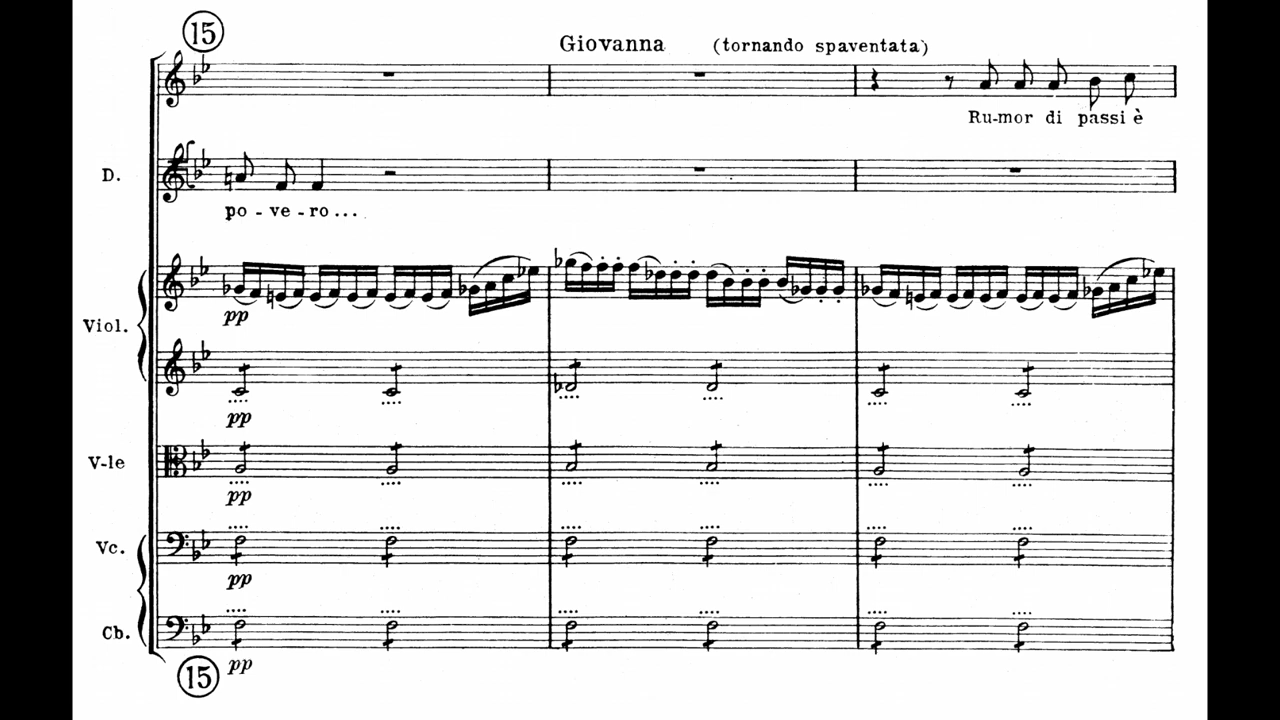 15
Giovanna (tornando spaventata)
Ru-mor di passi è
D.
po - ve - ro...
Viol.
pp
pp
V-le
pp
Vc.
pp
Cb.
pp
15